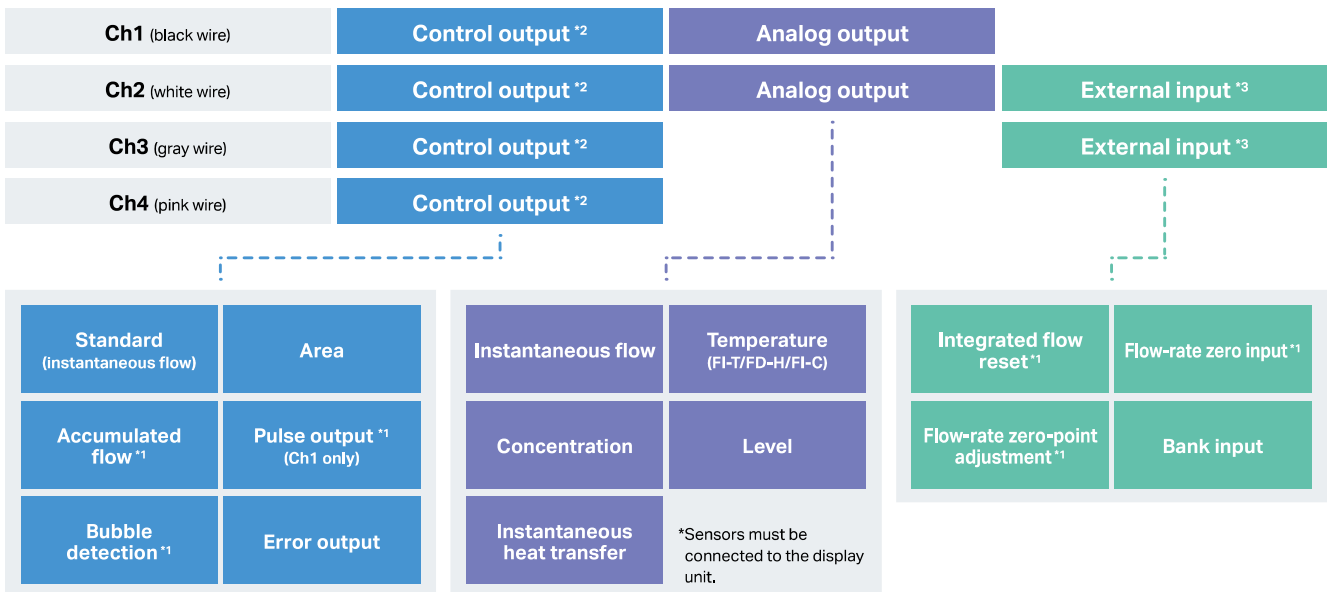 Ch1 (black wire) Control output *2 Analog output
Ch2 (white wire) Control output *2 Analog output External input *3
Ch3 (gray wire) Control output *2 External input *3
Ch4 (pink wire) Control output *2
Standard
(instantaneous flow)
Area
Accumulated
flow *1
Pulse output *1
(Ch1 only)
Bubble
detection *1
Error output
Instantaneous flow
Temperature
(FI-T/FD-H/FI-C)
Concentration
Level
Instantaneous
heat transfer
*Sensors must be
connected to the display
unit.
Integrated flow
reset*1
Flow-rate zero input*1
Flow-rate zero-point
adjustment*1
Bank input